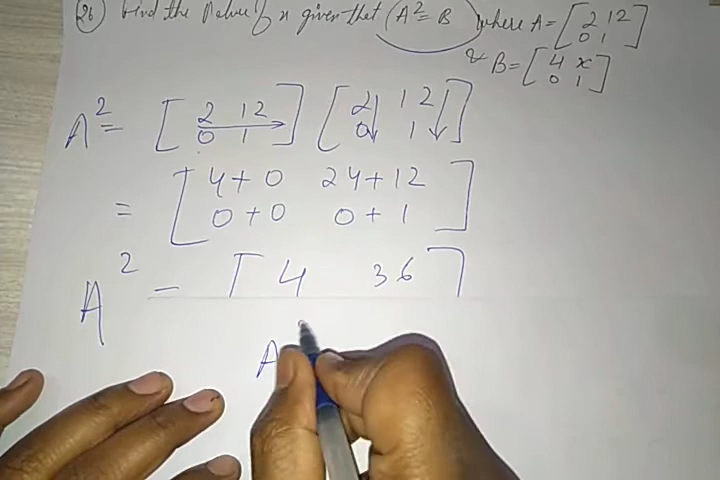 (26) Find the Value of x given that (A² = B) where A = [2 12
0 1]
& B = [4 x
0 1]
A² = [2 12 [2 12
0 1] 0 1]
= [4+0 24+12
0+0 0+1]
A² = [4 36]
A